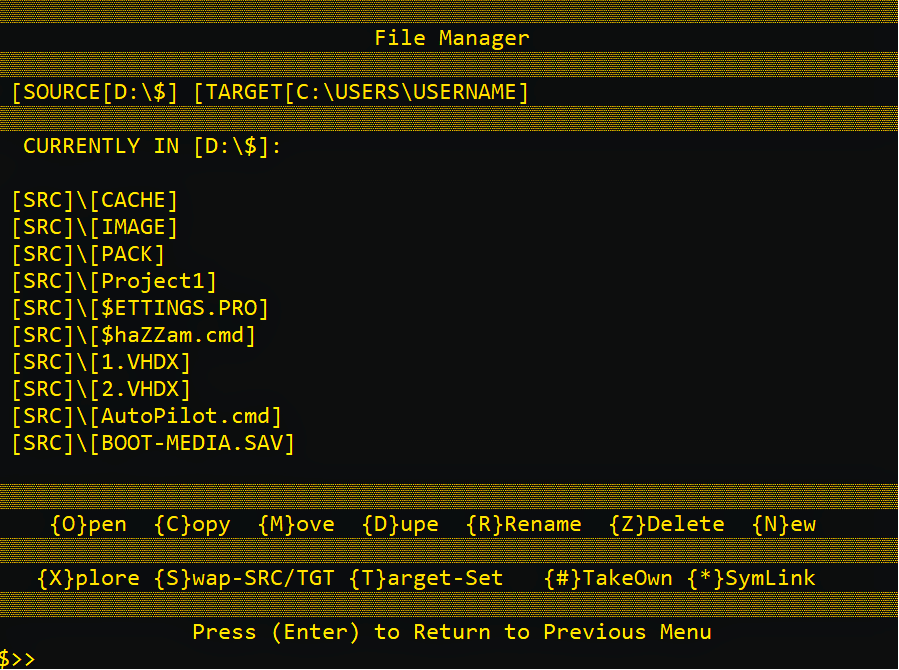 File Manager
[SOURCE[D:\$] [TARGET[C:\USERS\USERNAME]
CURRENTLY IN [D:\$]:
[SRC]\[CACHE]
[SRC]\[IMAGE]
[SRC]\[PACK]
[SRC]\[Project1]
[SRC]\[$ETTINGS.PRO]
[SRC]\[$haZZam.cmd]
[SRC]\[1.VHDX]
[SRC]\[2.VHDX]
[SRC]\[AutoPilot.cmd]
[SRC]\[BOOT-MEDIA.SAV]
{O}pen {C}opy {M}ove {D}upe {R}Rename {Z}Delete {N}ew
{X}plore {S}wap-SRC/TGT {T}arget-Set {#}TakeOwn {*}SymLink
Press (Enter) to Return to Previous Menu
$>>